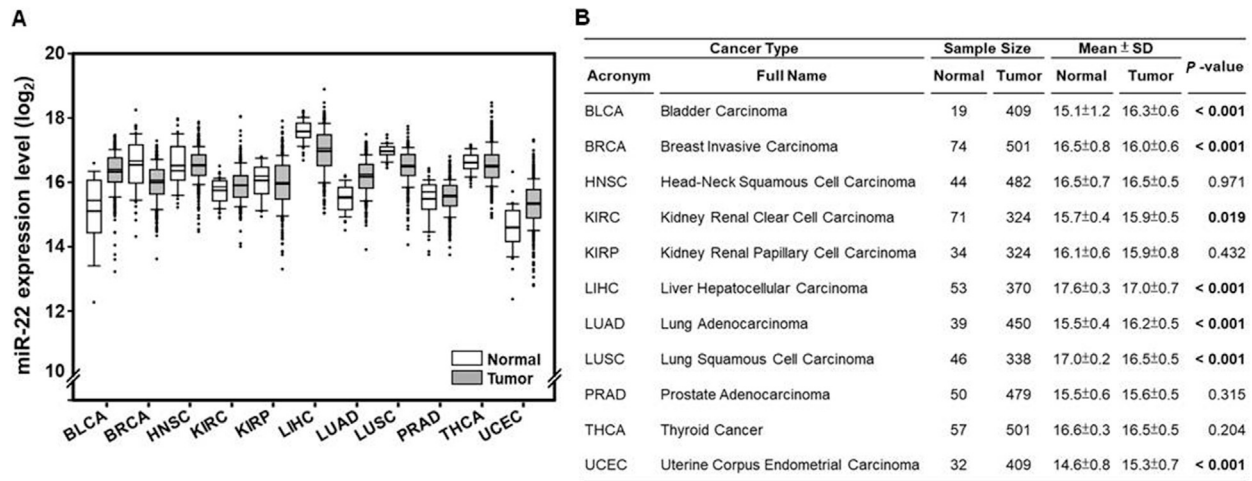 A
miR-22 expression level (log2)
20
18
16
14
12
10
Normal
Tumor
BLCA
BRCA
HNSC
KIRC
KIRP
LIHC
LUAD
LUSC
PRAD
THCA
UCEC
B
Cancer Type Sample Size Mean ± SD P -value
Acronym Full Name Normal Tumor Normal Tumor
BLCA Bladder Carcinoma 19 409 15.1±1.2 16.3±0.6 < 0.001
BRCA Breast Invasive Carcinoma 74 501 16.5±0.8 16.0±0.6 < 0.001
HNSC Head-Neck Squamous Cell Carcinoma 44 482 16.5±0.7 16.5±0.5 0.971
KIRC Kidney Renal Clear Cell Carcinoma 71 324 15.7±0.4 15.9±0.5 0.019
KIRP Kidney Renal Papillary Cell Carcinoma 34 324 16.1±0.6 15.9±0.8 0.432
LIHC Liver Hepatocellular Carcinoma 53 370 17.6±0.3 17.0±0.7 < 0.001
LUAD Lung Adenocarcinoma 39 450 15.5±0.4 16.2±0.5 < 0.001
LUSC Lung Squamous Cell Carcinoma 46 338 17.0±0.2 16.5±0.5 < 0.001
PRAD Prostate Adenocarcinoma 50 479 15.5±0.6 15.6±0.5 0.315
THCA Thyroid Cancer 57 501 16.6±0.3 16.5±0.5 0.204
UCEC Uterine Corpus Endometrial Carcinoma 32 409 14.6±0.8 15.3±0.7 < 0.001